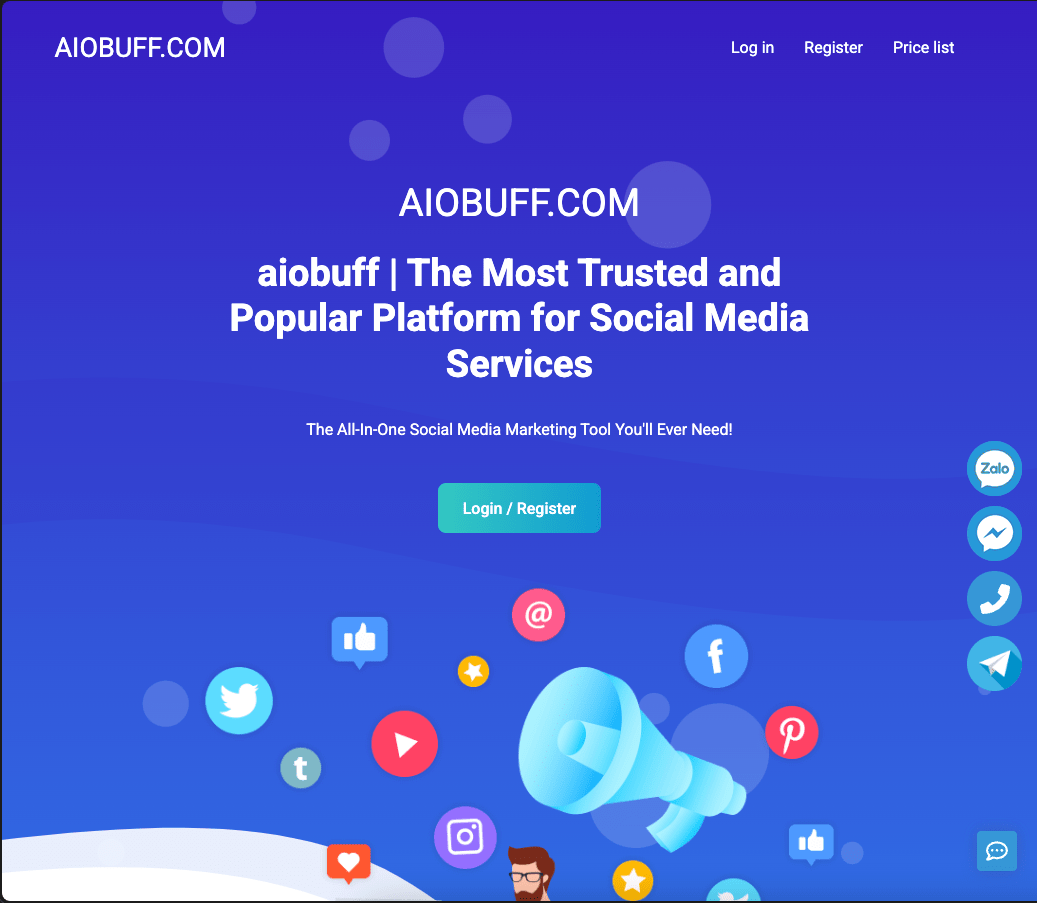 AIOBUFF.COM
Log in
Register
Price list
AIOBUFF.COM
aiobuff | The Most Trusted and
Popular Platform for Social Media
Services
The All-In-One Social Media Marketing Tool You'll Ever Need!
Login / Register
Zalo